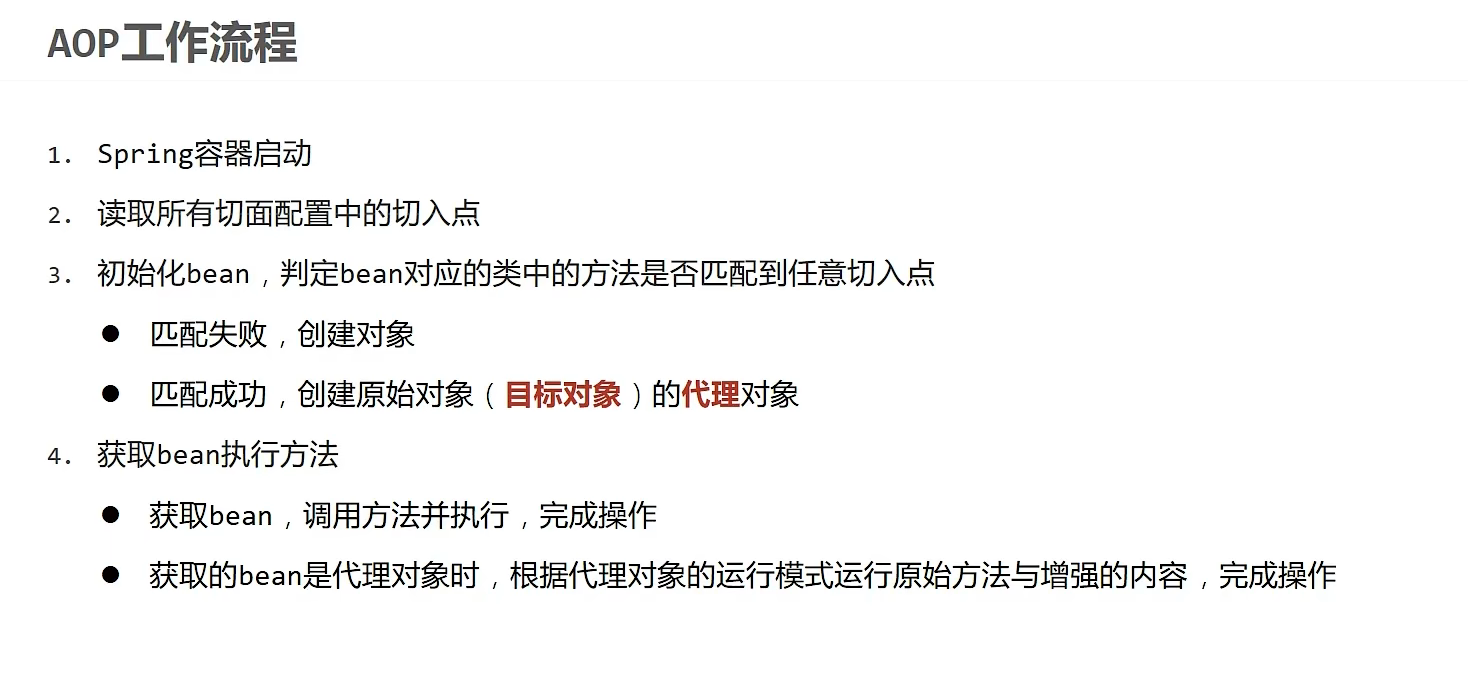 AOP工作流程
1. Spring容器启动
2. 读取所有切面配置中的切入点
3. 初始化bean，判定bean对应的类中的方法是否匹配到任意切入点
● 匹配失败，创建对象
● 匹配成功，创建原始对象（目标对象）的代理对象
4. 获取bean执行方法
● 获取bean，调用方法并执行，完成操作
● 获取的bean是代理对象时，根据代理对象的运行模式运行原始方法与增强的内容，完成操作